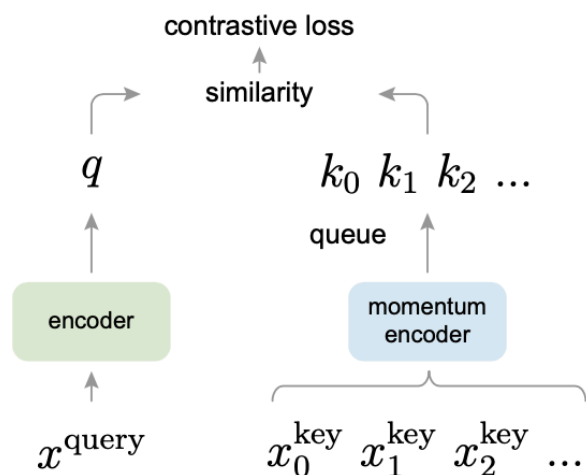 contrastive loss
similarity
q k₀ k₁ k₂ ...
queue
encoder
momentum
encoder
x^query x₀^key x₁^key x₂^key ...